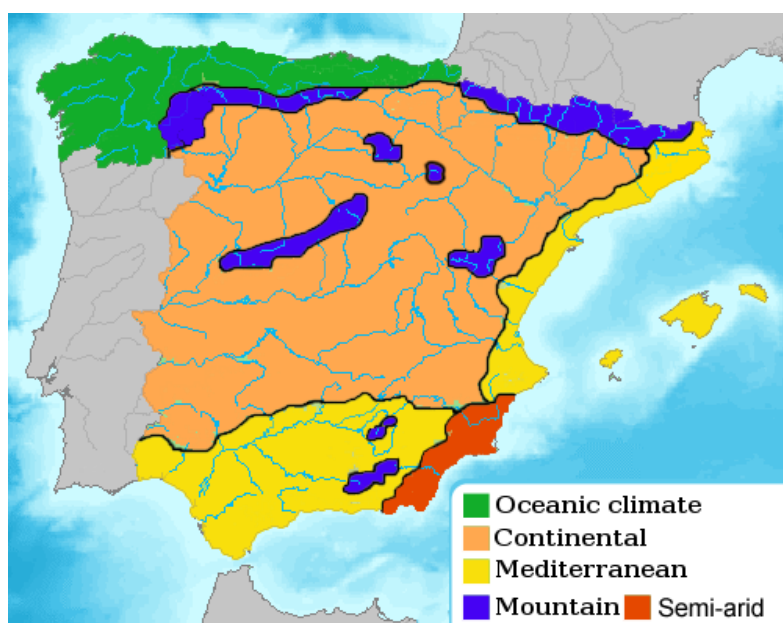 Oceanic climate
Continental
Mediterranean
Mountain Semi-arid